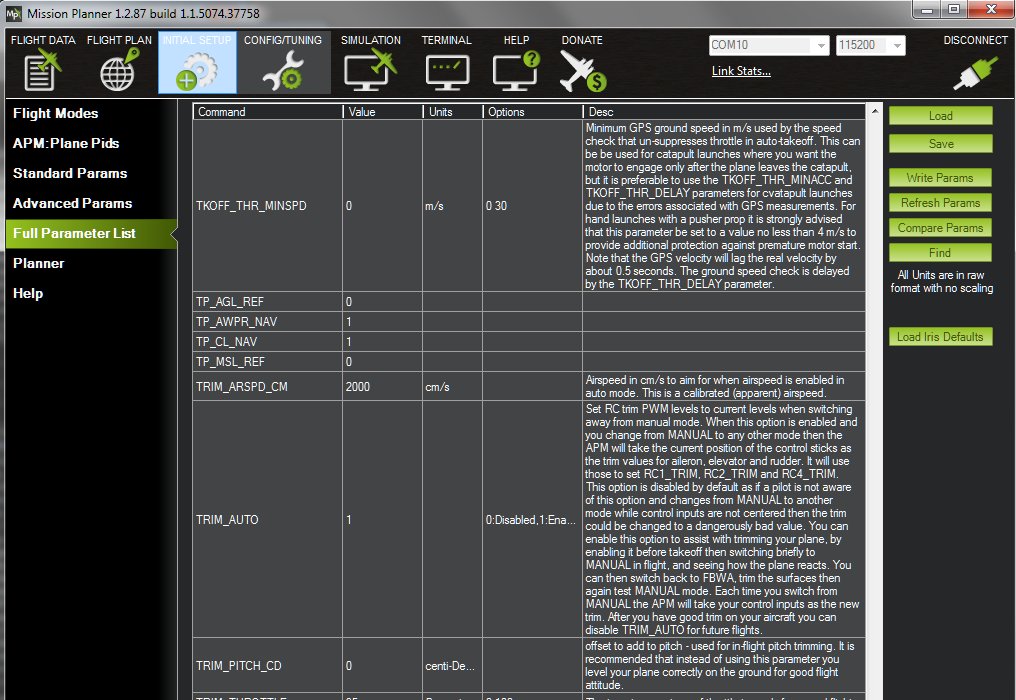 Mission Planner 1.2.87 build 1.1.5074.37758
FLIGHT DATA FLIGHT PLAN INITIAL SETUP CONFIG/TUNING SIMULATION TERMINAL HELP DONATE DISCONNECT
COM10 115200
Link Stats...
Flight Modes
APM:Plane Pids
Standard Params
Advanced Params
Full Parameter List
Planner
Help
Command Value Units Options Desc
TKOFF_THR_MINSPD 0 m/s 0 30
Minimum GPS ground speed in m/s used by the speed
check that un-suppresses throttle in auto-takeoff. This can
be be used for catapult launches where you want the
motor to engage only after the plane leaves the catapult,
but it is preferable to use the TKOFF_THR_MINACC and
TKOFF_THR_DELAY parameters for cvatapult launches
due to the errors associated with GPS measurements. For
hand launches with a pusher prop it is strongly advised
that this parameter be set to a value no less than 4 m/s to
provide additional protection against premature motor start.
Note that the GPS velocity will lag the real velocity by
about 0.5 seconds. The ground speed check is delayed
by the TKOFF_THR_DELAY parameter.
TP_AGL_REF 0
TP_AWPR_NAV 1
TP_CL_NAV 1
TP_MSL_REF 0
TRIM_ARSPD_CM 2000 cm/s
Airspeed in cm/s to aim for when airspeed is enabled in
auto mode. This is a calibrated (apparent) airspeed.
TRIM_AUTO 1 0:Disabled,1:Ena...
Set RC trim PWM levels to current levels when switching
away from manual mode. When this option is enabled and
you change from MANUAL to any other mode then the
APM will take the current position of the control sticks as
the trim values for aileron, elevator and rudder. It will use
those to set RC1_TRIM, RC2_TRIM and RC4_TRIM.
This option is disabled by default as if a pilot is not aware
of this option and changes from MANUAL to another
mode while control inputs are not centered then the trim
could be changed to a dangerously bad value. You can
enable this option to assist with trimming your plane, by
enabling it before takeoff then switching briefly to
MANUAL in flight, and seeing how the plane reacts. You
can then switch back to FBWA, trim the surfaces then
again test MANUAL mode. Each time you switch from
MANUAL the APM will take your control inputs as the new
trim. After you have good trim on your aircraft you can
disable TRIM_AUTO for future flights.
TRIM_PITCH_CD 0 centi-De...
offset to add to pitch - used for in-flight pitch trimming. It is
recommended that instead of using this parameter you
level your plane correctly on the ground for good flight
attitude.
Load
Save
Write Params
Refresh Params
Compare Params
Find
All Units are in raw
format with no scaling
Load Iris Defaults